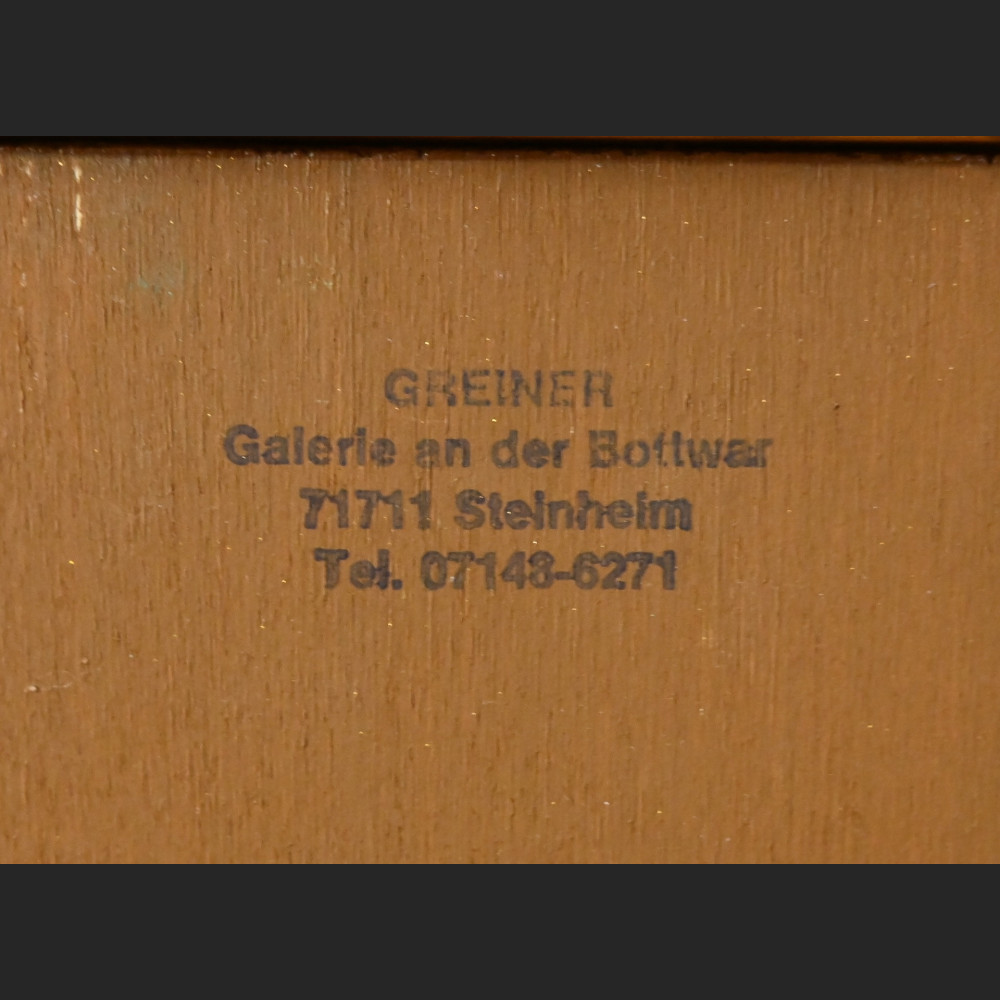 GREINER
Galerie an der Bottwar
71711 Steinheim
Tel. 07148-6271